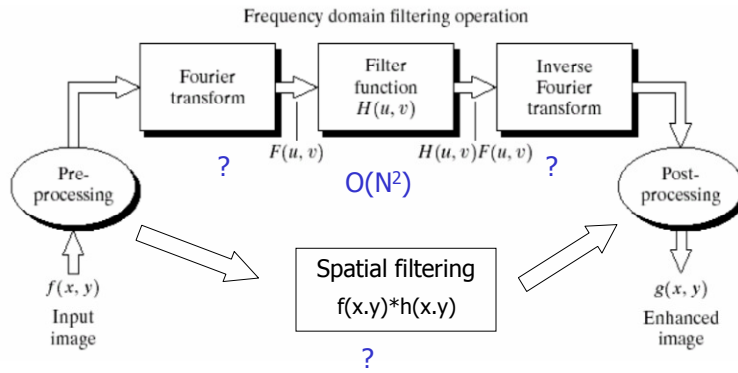 Frequency domain filtering operation
Fourier
transform
Filter
function
H(u, v)
Inverse
Fourier
transform
F(u, v)
H(u, v)F(u, v)
?
O(N²)
?
Pre-
processing
Post-
processing
Spatial filtering
f(x.y)*h(x.y)
?
f(x, y)
Input
image
g(x, y)
Enhanced
image